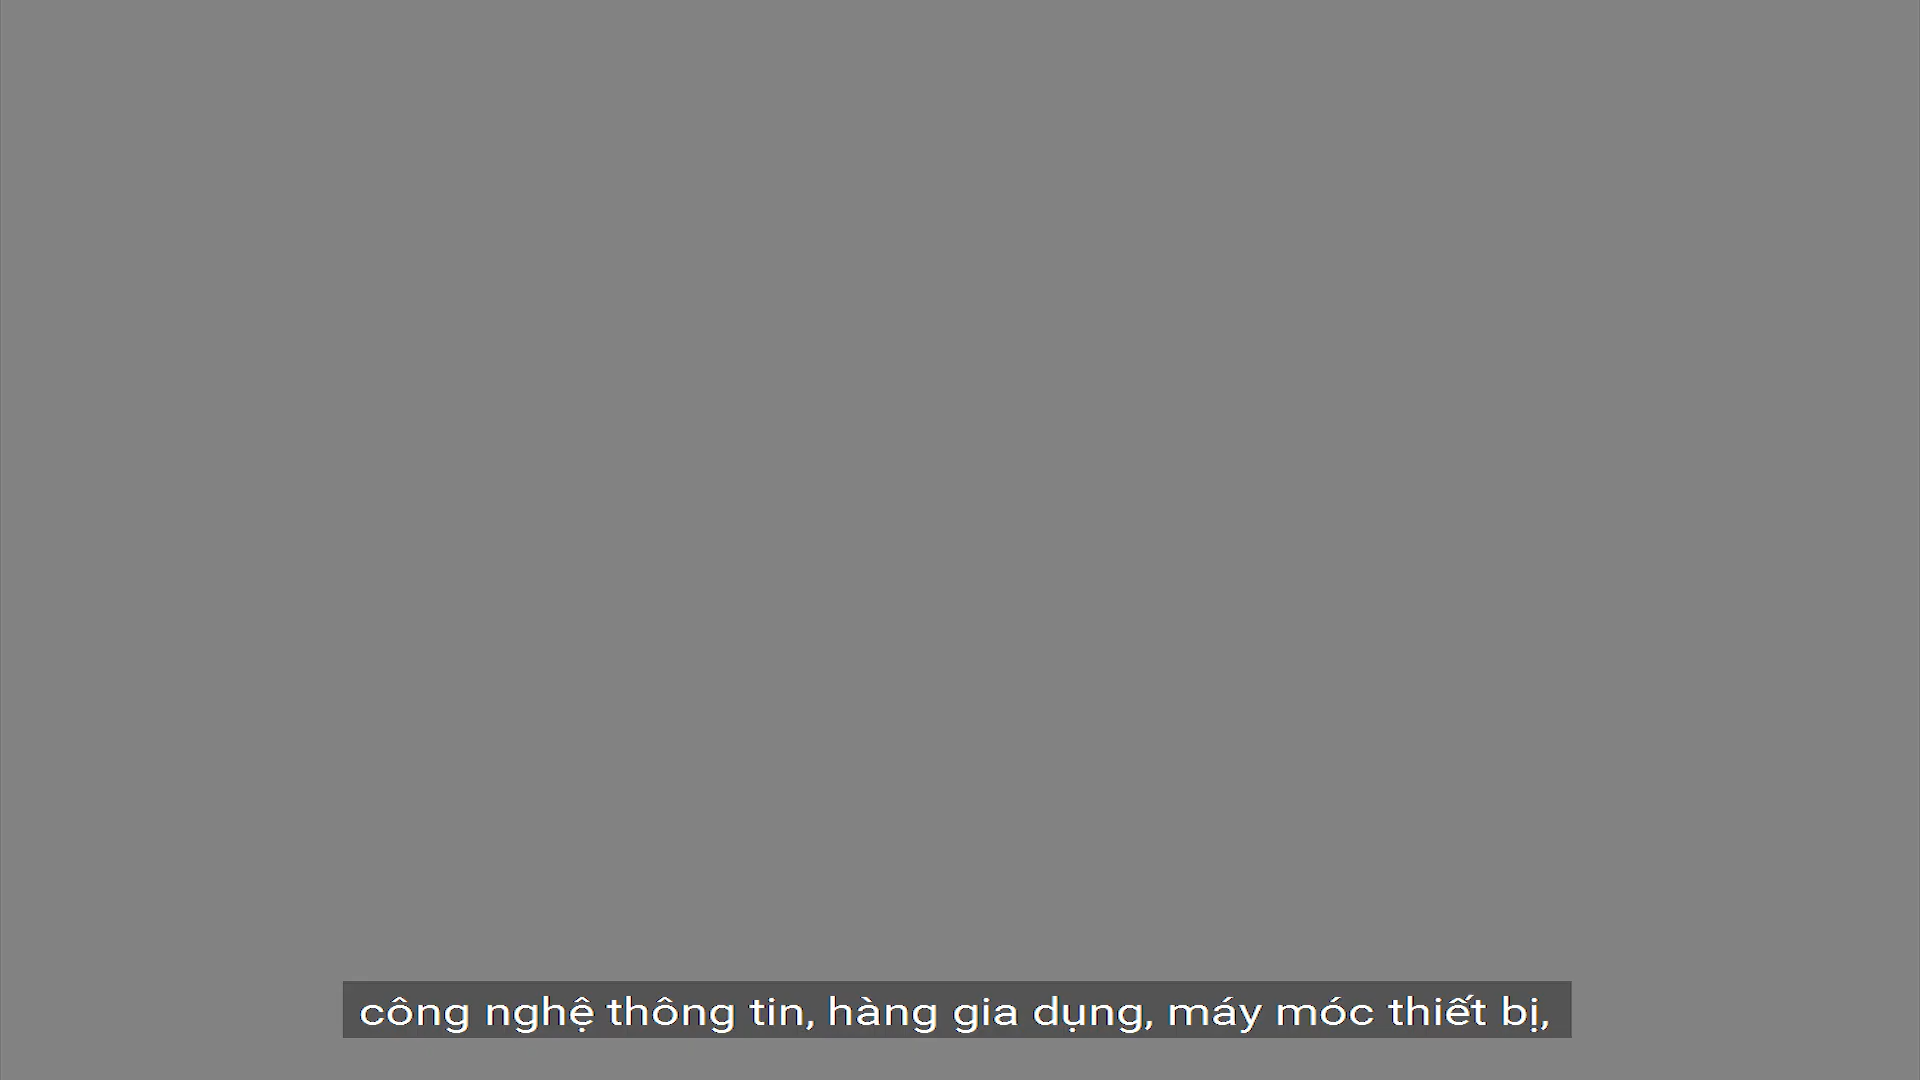 công nghệ thông tin, hàng gia dụng, máy móc thiết bị,